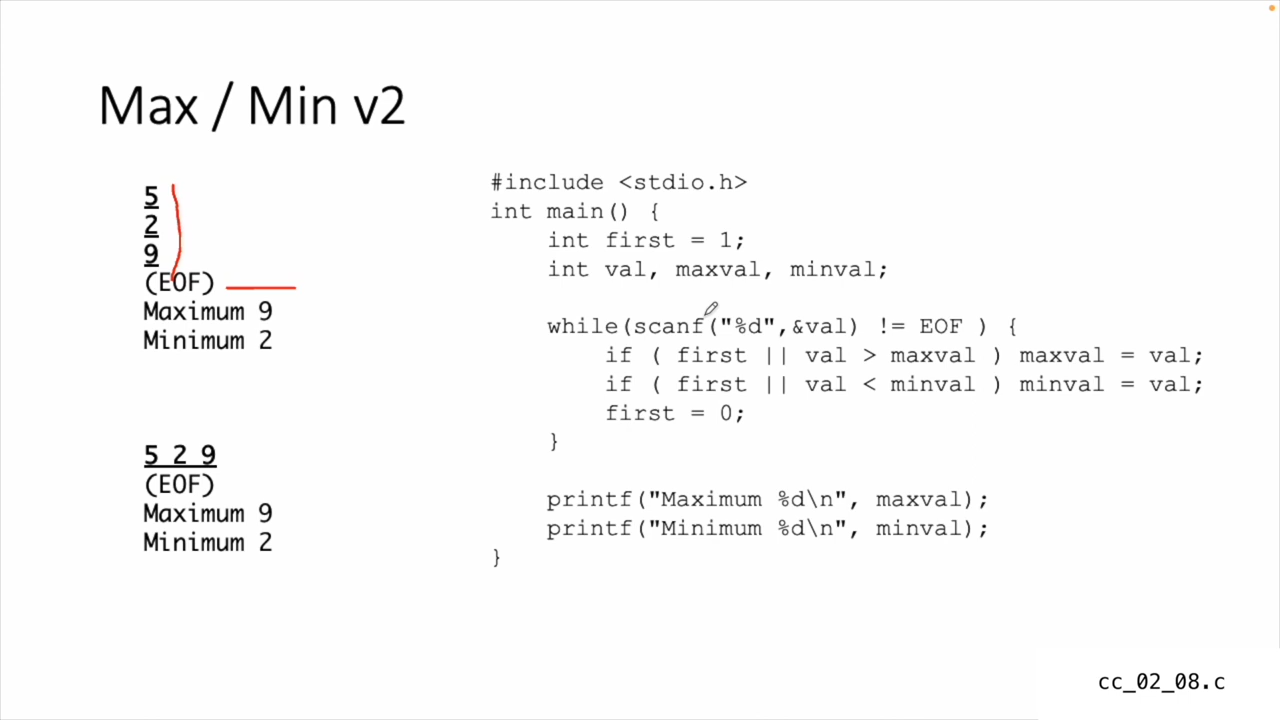 Max / Min v2
5
2
9
(EOF)
Maximum 9
Minimum 2
5 2 9
(EOF)
Maximum 9
Minimum 2
#include <stdio.h>
int main() {
    int first = 1;
    int val, maxval, minval;

    while(scanf("%d",&val) != EOF ) {
        if ( first || val > maxval ) maxval = val;
        if ( first || val < minval ) minval = val;
        first = 0;
    }

    printf("Maximum %d\n", maxval);
    printf("Minimum %d\n", minval);
}
cc_02_08.c